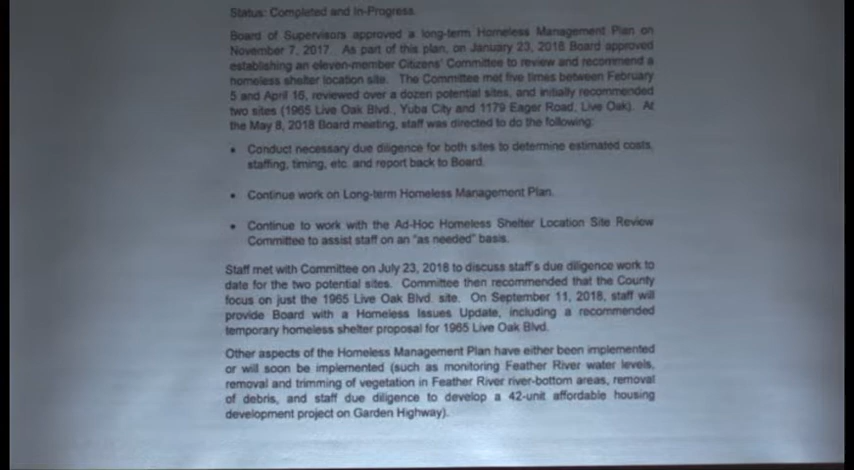 Status: Completed and In-Progress.
Board of Supervisors approved a long-term Homeless Management Plan on
November 7, 2017. As part of this plan, on January 23, 2018 Board approved
establishing an eleven-member Citizens' Committee to review and recommend a
homeless shelter location site. The Committee met five times between February
5 and April 16, reviewed over a dozen potential sites, and initially recommended
two sites (1965 Live Oak Blvd., Yuba City and 1179 Eager Road, Live Oak). At
the May 8, 2018 Board meeting, staff was directed to do the following:
• Conduct necessary due diligence for both sites to determine estimated costs,
staffing, timing, etc. and report back to Board.
• Continue work on Long-term Homeless Management Plan.
• Continue to work with the Ad-Hoc Homeless Shelter Location Site Review
Committee to assist staff on an "as needed" basis.
Staff met with Committee on July 23, 2018 to discuss staff's due diligence work to
date for the two potential sites. Committee then recommended that the County
focus on just the 1965 Live Oak Blvd. site. On September 11, 2018, staff will
provide Board with a Homeless Issues Update, including a recommended
temporary homeless shelter proposal for 1965 Live Oak Blvd.
Other aspects of the Homeless Management Plan have either been implemented
or will soon be implemented (such as monitoring Feather River water levels,
removal and trimming of vegetation in Feather River river-bottom areas, removal
of debris, and staff due diligence to develop a 42-unit affordable housing
development project on Garden Highway).